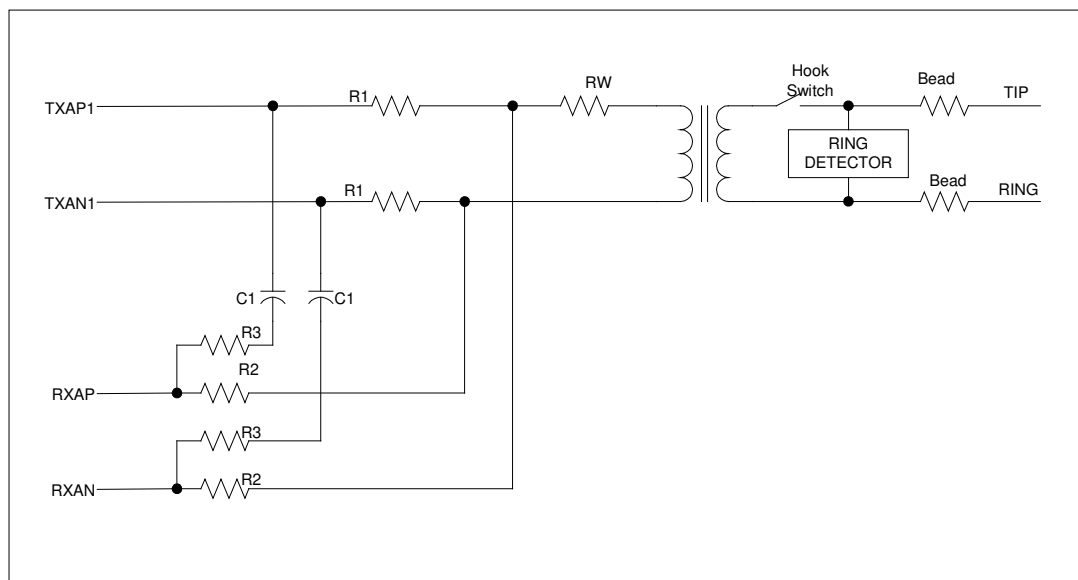 Hook
Switch
Bead
TIP
RW
R1
TXAP1
RING
DETECTOR
Bead
RING
R1
TXAN1
C1
C1
R3
R2
RXAP
R3
R2
RXAN